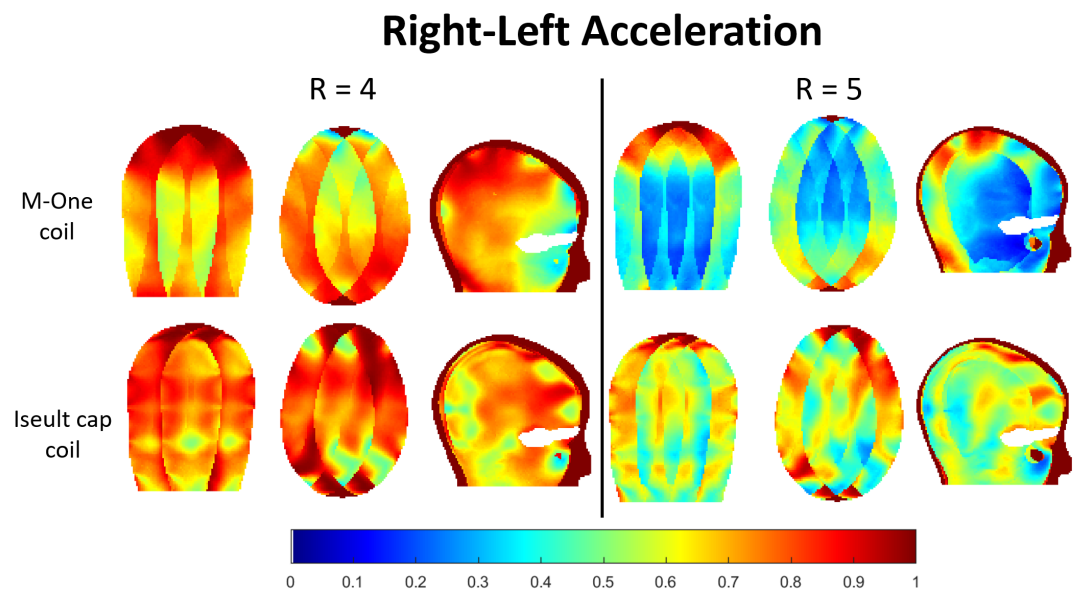 Right-Left Acceleration
R = 4
R = 5
M-One
coil
Iseult cap
coil
0 0.1 0.2 0.3 0.4 0.5 0.6 0.7 0.8 0.9 1